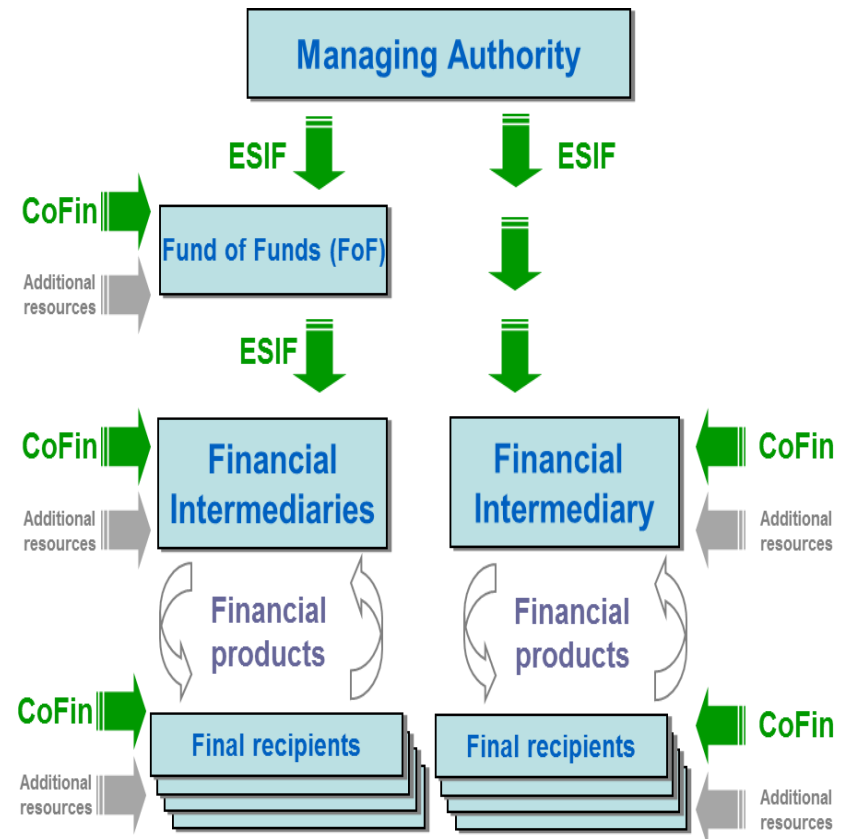 Managing Authority
ESIF
ESIF
CoFin
Fund of Funds (FoF)
Additional
resources
ESIF
CoFin
Financial
Intermediaries
Additional
resources
Financial
Intermediary
CoFin
Additional
resources
Financial
products
Financial
products
CoFin
Final recipients
Additional
resources
Final recipients
CoFin
Additional
resources